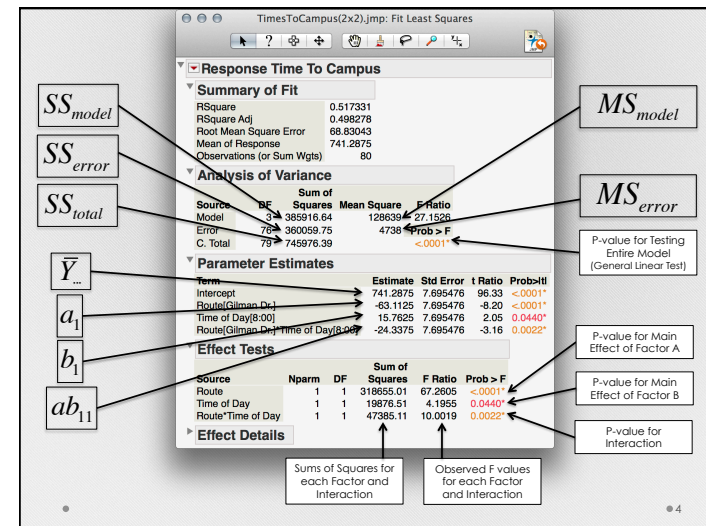 TimesToCampus(2x2).jmp: Fit Least Squares
Response Time To Campus
Summary of Fit
RSquare 0.517331
RSquare Adj 0.498278
Root Mean Square Error 68.83043
Mean of Response 741.2875
Observations (or Sum Wgts) 80
Analysis of Variance
Sum of
Source DF Squares Mean Square F Ratio
Model 3 385916.64 128639 27.1526
Error 76 360059.75 4738 Prob > F
C. Total 79 745976.39 <.0001*
Parameter Estimates
Term Estimate Std Error t Ratio Prob>|t|
Intercept 741.2875 7.695476 96.33 <.0001*
Route[Gilman Dr.] -63.1125 7.695476 -8.20 <.0001*
Time of Day[8:00] 15.7625 7.695476 2.05 0.0440*
Route[Gilman Dr.]*Time of Day[8:00] -24.3375 7.695476 -3.16 0.0022*
Effect Tests
Sum of
Source Nparm DF Squares F Ratio Prob > F
Route 1 1 318655.01 67.2605 <.0001*
Time of Day 1 1 19876.51 4.1955 0.0440*
Route*Time of Day 1 1 47385.11 10.0019 0.0022*
Effect Details
SS model
SS error
SS total
Y̅...
a1
b1
ab11
MS model
MS error
P-value for Testing
Entire Model
(General Linear Test)
P-value for Main
Effect of Factor A
P-value for Main
Effect of Factor B
P-value for
Interaction
Sums of Squares for
each Factor and
Interaction
Observed F values
for each Factor
and Interaction
4